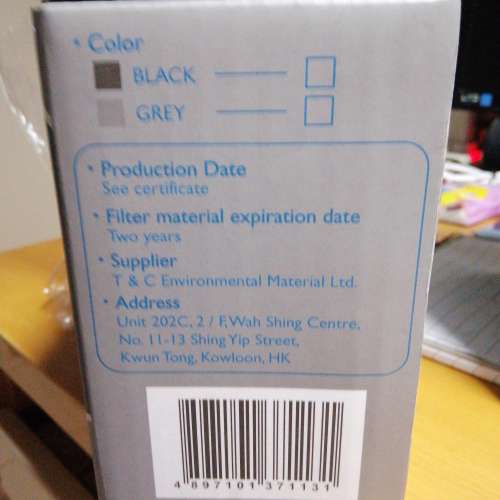 • Color
BLACK
GREY
• Production Date
See certificate
• Filter material expiration date
Two years
• Supplier
T & C Environmental Material Ltd.
• Address
Unit 202C, 2 / F, Wah Shing Centre,
No. 11-13 Shing Yip Street,
Kwun Tong, Kowloon, HK
4 897101 371131